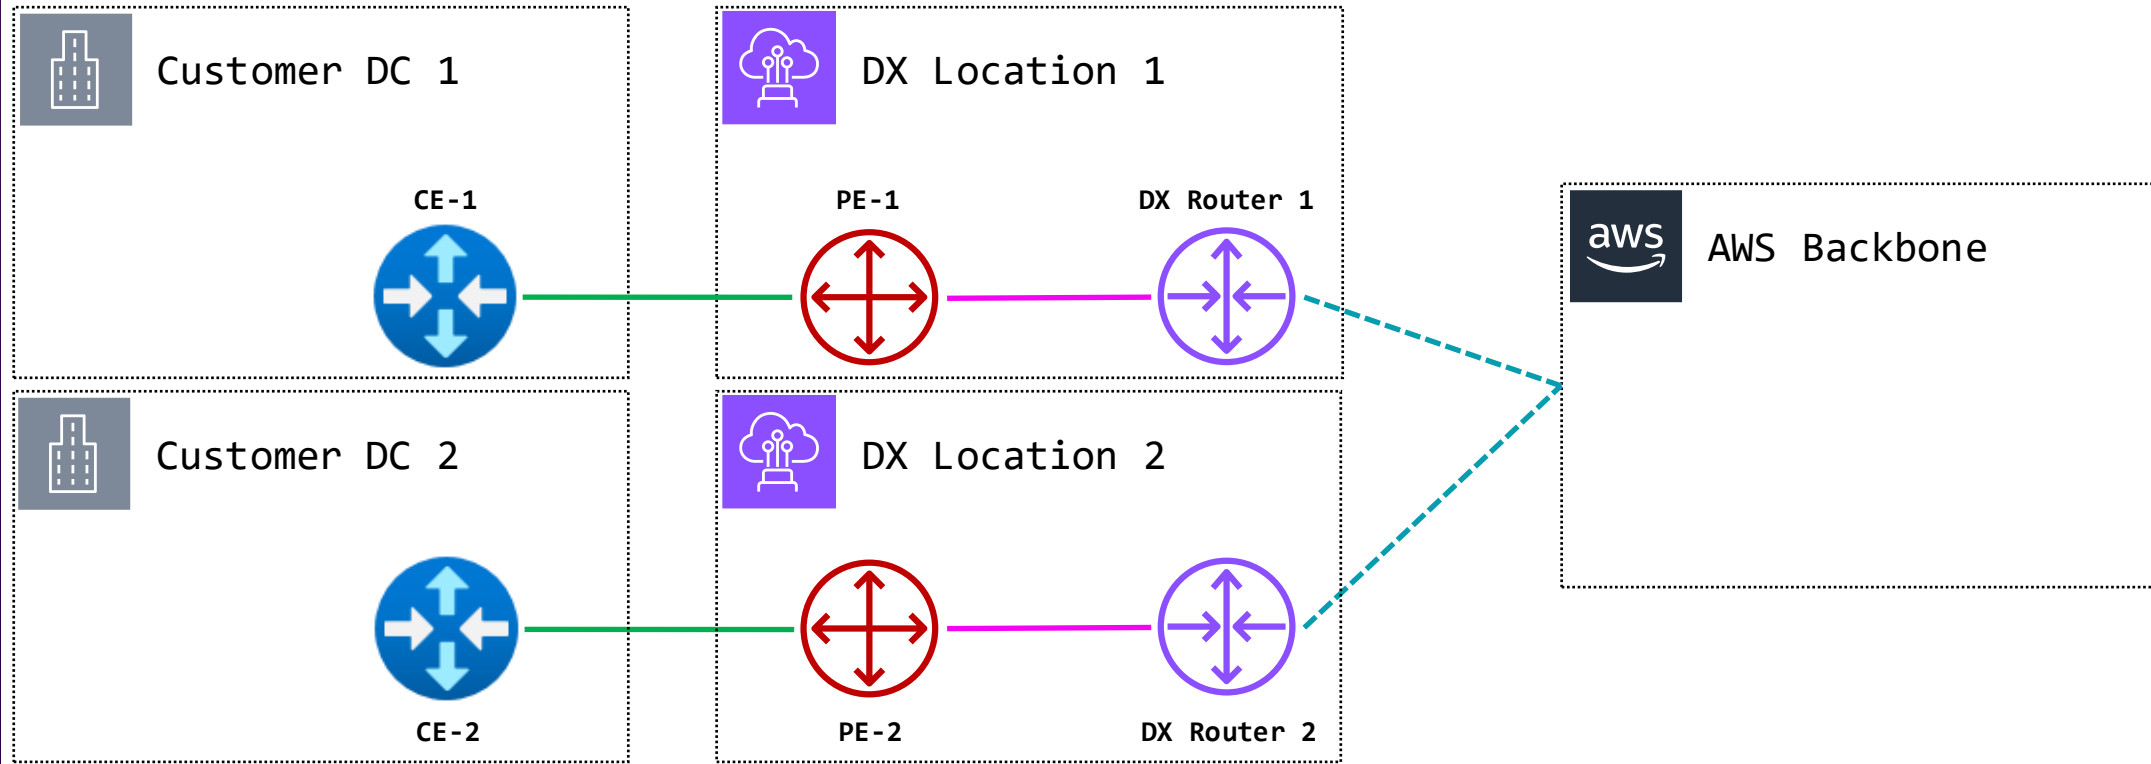 Customer DC 1
DX Location 1
CE-1
PE-1
DX Router 1
aws
AWS Backbone
Customer DC 2
DX Location 2
CE-2
PE-2
DX Router 2